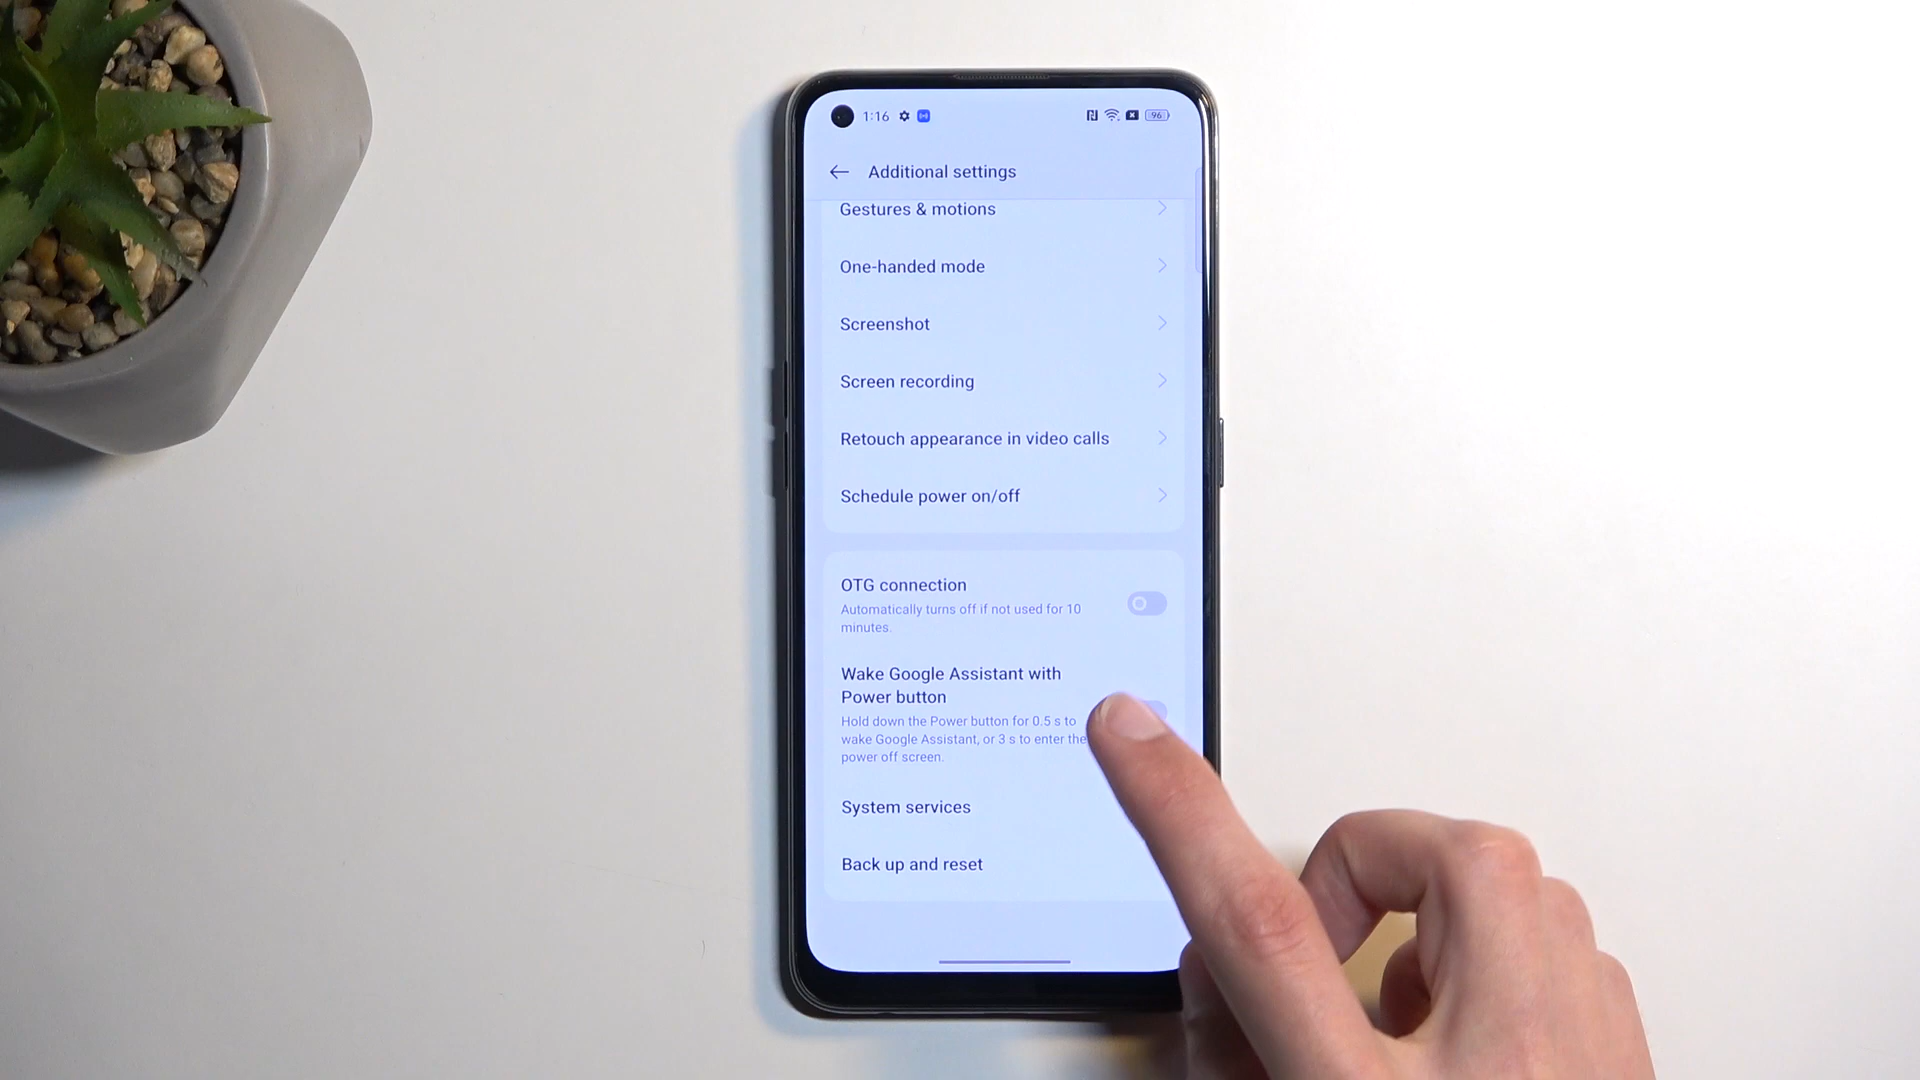 1:16
96
Additional settings
Gestures & motions
One-handed mode
Screenshot
Screen recording
Retouch appearance in video calls
Schedule power on/off
OTG connection
Automatically turns off if not used for 10
minutes.
Wake Google Assistant with
Power button
Hold down the Power button for 0.5 s to
wake Google Assistant, or 3 s to enter the
power off screen.
System services
Back up and reset